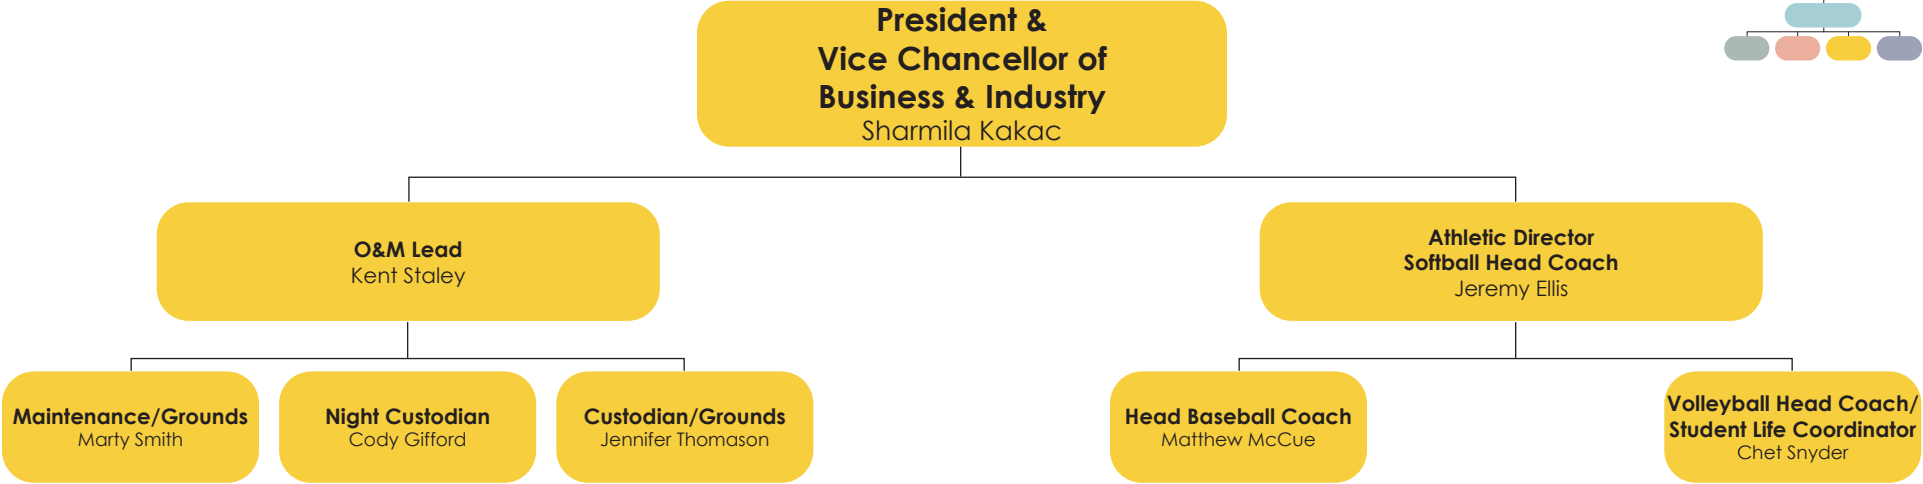 President &
Vice Chancellor of
Business & Industry
Sharmila Kakac
O&M Lead
Kent Staley
Athletic Director
Softball Head Coach
Jeremy Ellis
Maintenance/Grounds
Marty Smith
Night Custodian
Cody Gifford
Custodian/Grounds
Jennifer Thomason
Head Baseball Coach
Matthew McCue
Volleyball Head Coach/
Student Life Coordinator
Chet Snyder